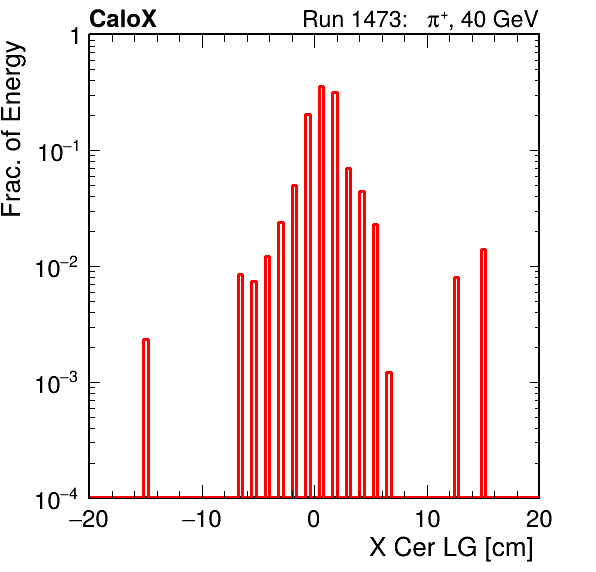 CaloX Run 1473: π⁺, 40 GeV
Frac. of Energy
1
10⁻¹
10⁻²
10⁻³
10⁻⁴
−20 −10 0 10 20
X Cer LG [cm]